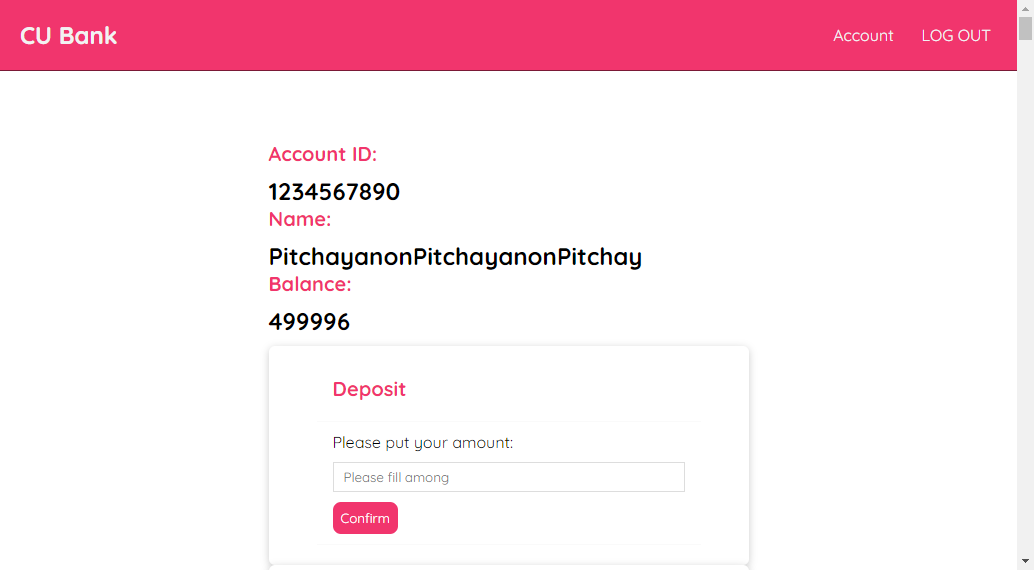 CU Bank
Account
LOG OUT
Account ID:
1234567890
Name:
PitchayanonPitchayanonPitchay
Balance:
499996
Deposit
Please put your amount:
Please fill among
Confirm